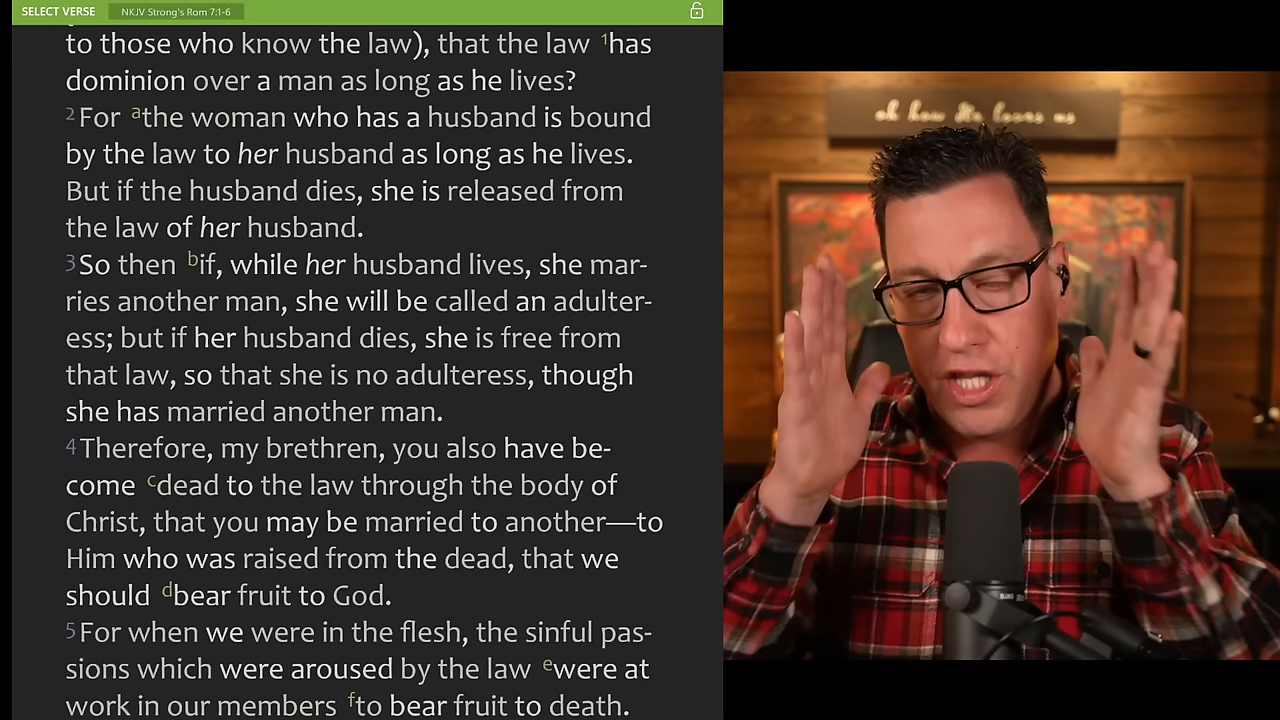 SELECT VERSE NKJV Strong's Rom 7:1-6
to those who know the law), that the law 1has
dominion over a man as long as he lives?
2For athe woman who has a husband is bound
by the law to her husband as long as he lives.
But if the husband dies, she is released from
the law of her husband.
3So then bif, while her husband lives, she mar-
ries another man, she will be called an adulter-
ess; but if her husband dies, she is free from
that law, so that she is no adulteress, though
she has married another man.
4Therefore, my brethren, you also have be-
come cdead to the law through the body of
Christ, that you may be married to another—to
Him who was raised from the dead, that we
should dbear fruit to God.
5For when we were in the flesh, the sinful pas-
sions which were aroused by the law ewere at
work in our members fto bear fruit to death.
oh how He loves us